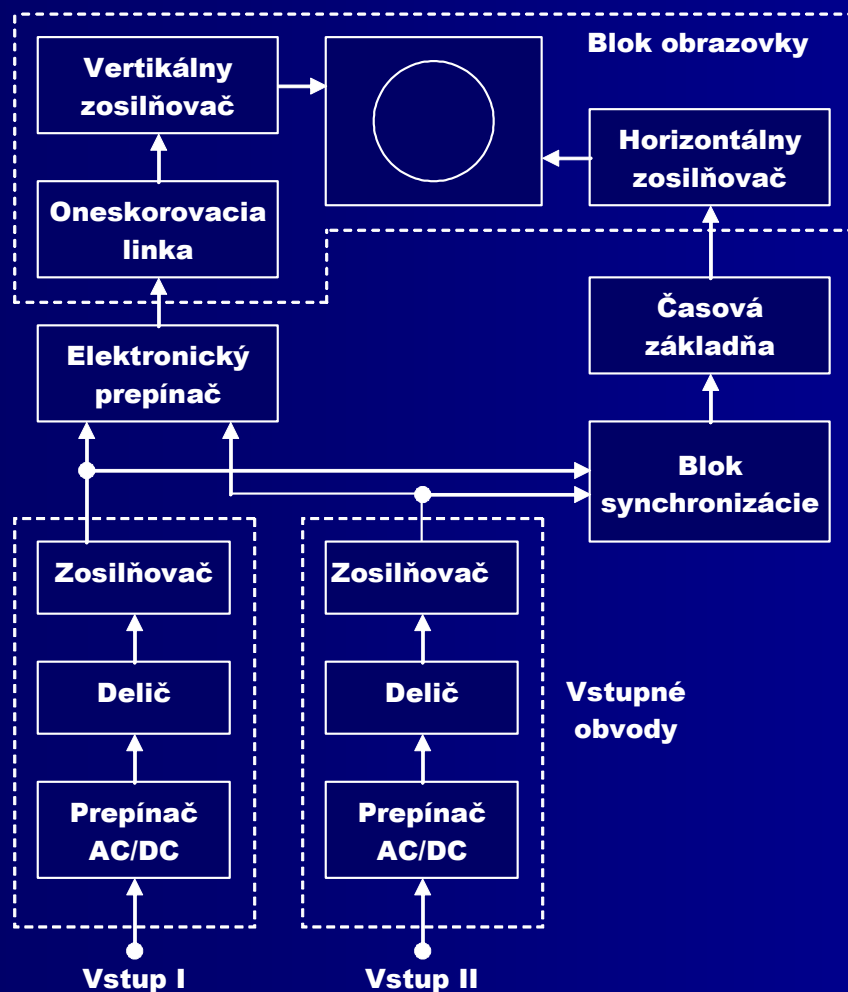 Blok obrazovky
Vertikálny
zosilňovač
Horizontálny
zosilňovač
Oneskorovacia
linka
Časová
základňa
Elektronický
prepínač
Blok
synchronizácie
Zosilňovač
Zosilňovač
Delič
Delič
Vstupné
obvody
Prepínač
AC/DC
Prepínač
AC/DC
Vstup I
Vstup II